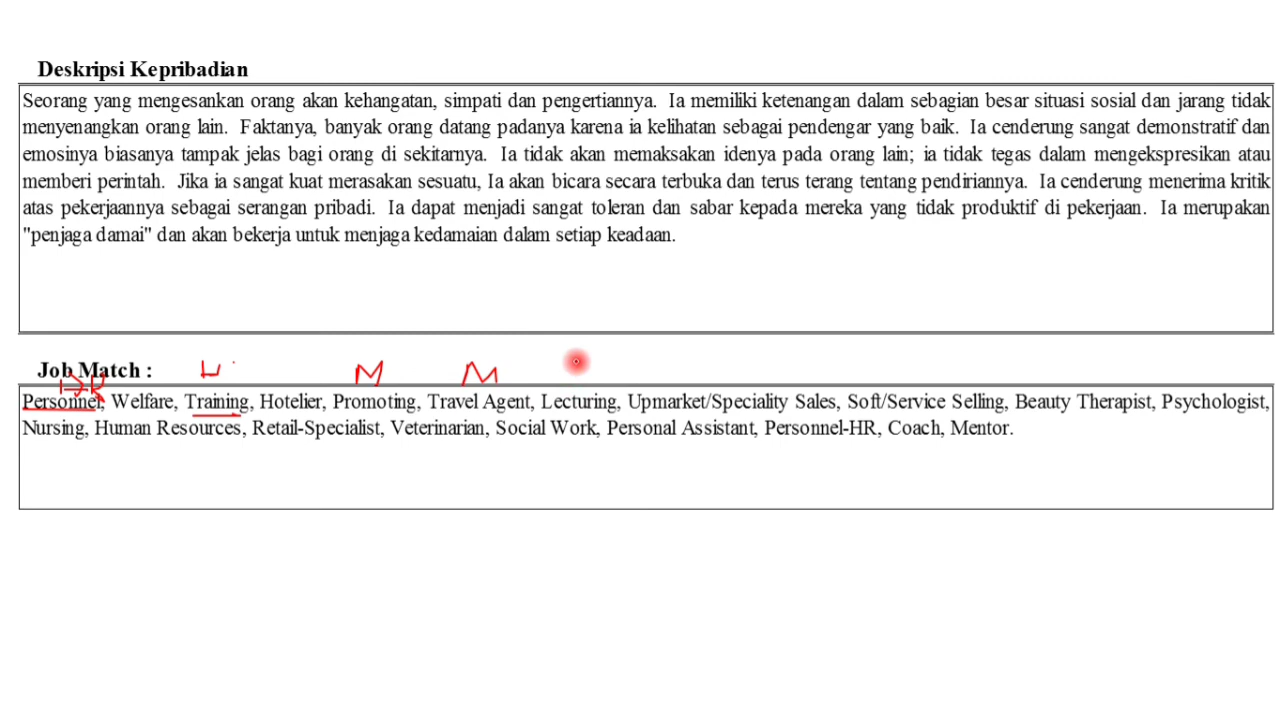 Deskripsi Kepribadian
Seorang yang mengesankan orang akan kehangatan, simpati dan pengertiannya. Ia memiliki ketenangan dalam sebagian besar situasi sosial dan jarang tidak
menyenangkan orang lain. Faktanya, banyak orang datang padanya karena ia kelihatan sebagai pendengar yang baik. Ia cenderung sangat demonstratif dan
emosinya biasanya tampak jelas bagi orang di sekitarnya. Ia tidak akan memaksakan idenya pada orang lain; ia tidak tegas dalam mengekspresikan atau
memberi perintah. Jika ia sangat kuat merasakan sesuatu, Ia akan bicara secara terbuka dan terus terang tentang pendiriannya. Ia cenderung menerima kritik
atas pekerjaannya sebagai serangan pribadi. Ia dapat menjadi sangat toleran dan sabar kepada mereka yang tidak produktif di pekerjaan. Ia merupakan
"penjaga damai" dan akan bekerja untuk menjaga kedamaian dalam setiap keadaan.
Job Match :
M M
Personnel, Welfare, Training, Hotelier, Promoting, Travel Agent, Lecturing, Upmarket/Speciality Sales, Soft/Service Selling, Beauty Therapist, Psychologist,
Nursing, Human Resources, Retail-Specialist, Veterinarian, Social Work, Personal Assistant, Personnel-HR, Coach, Mentor.